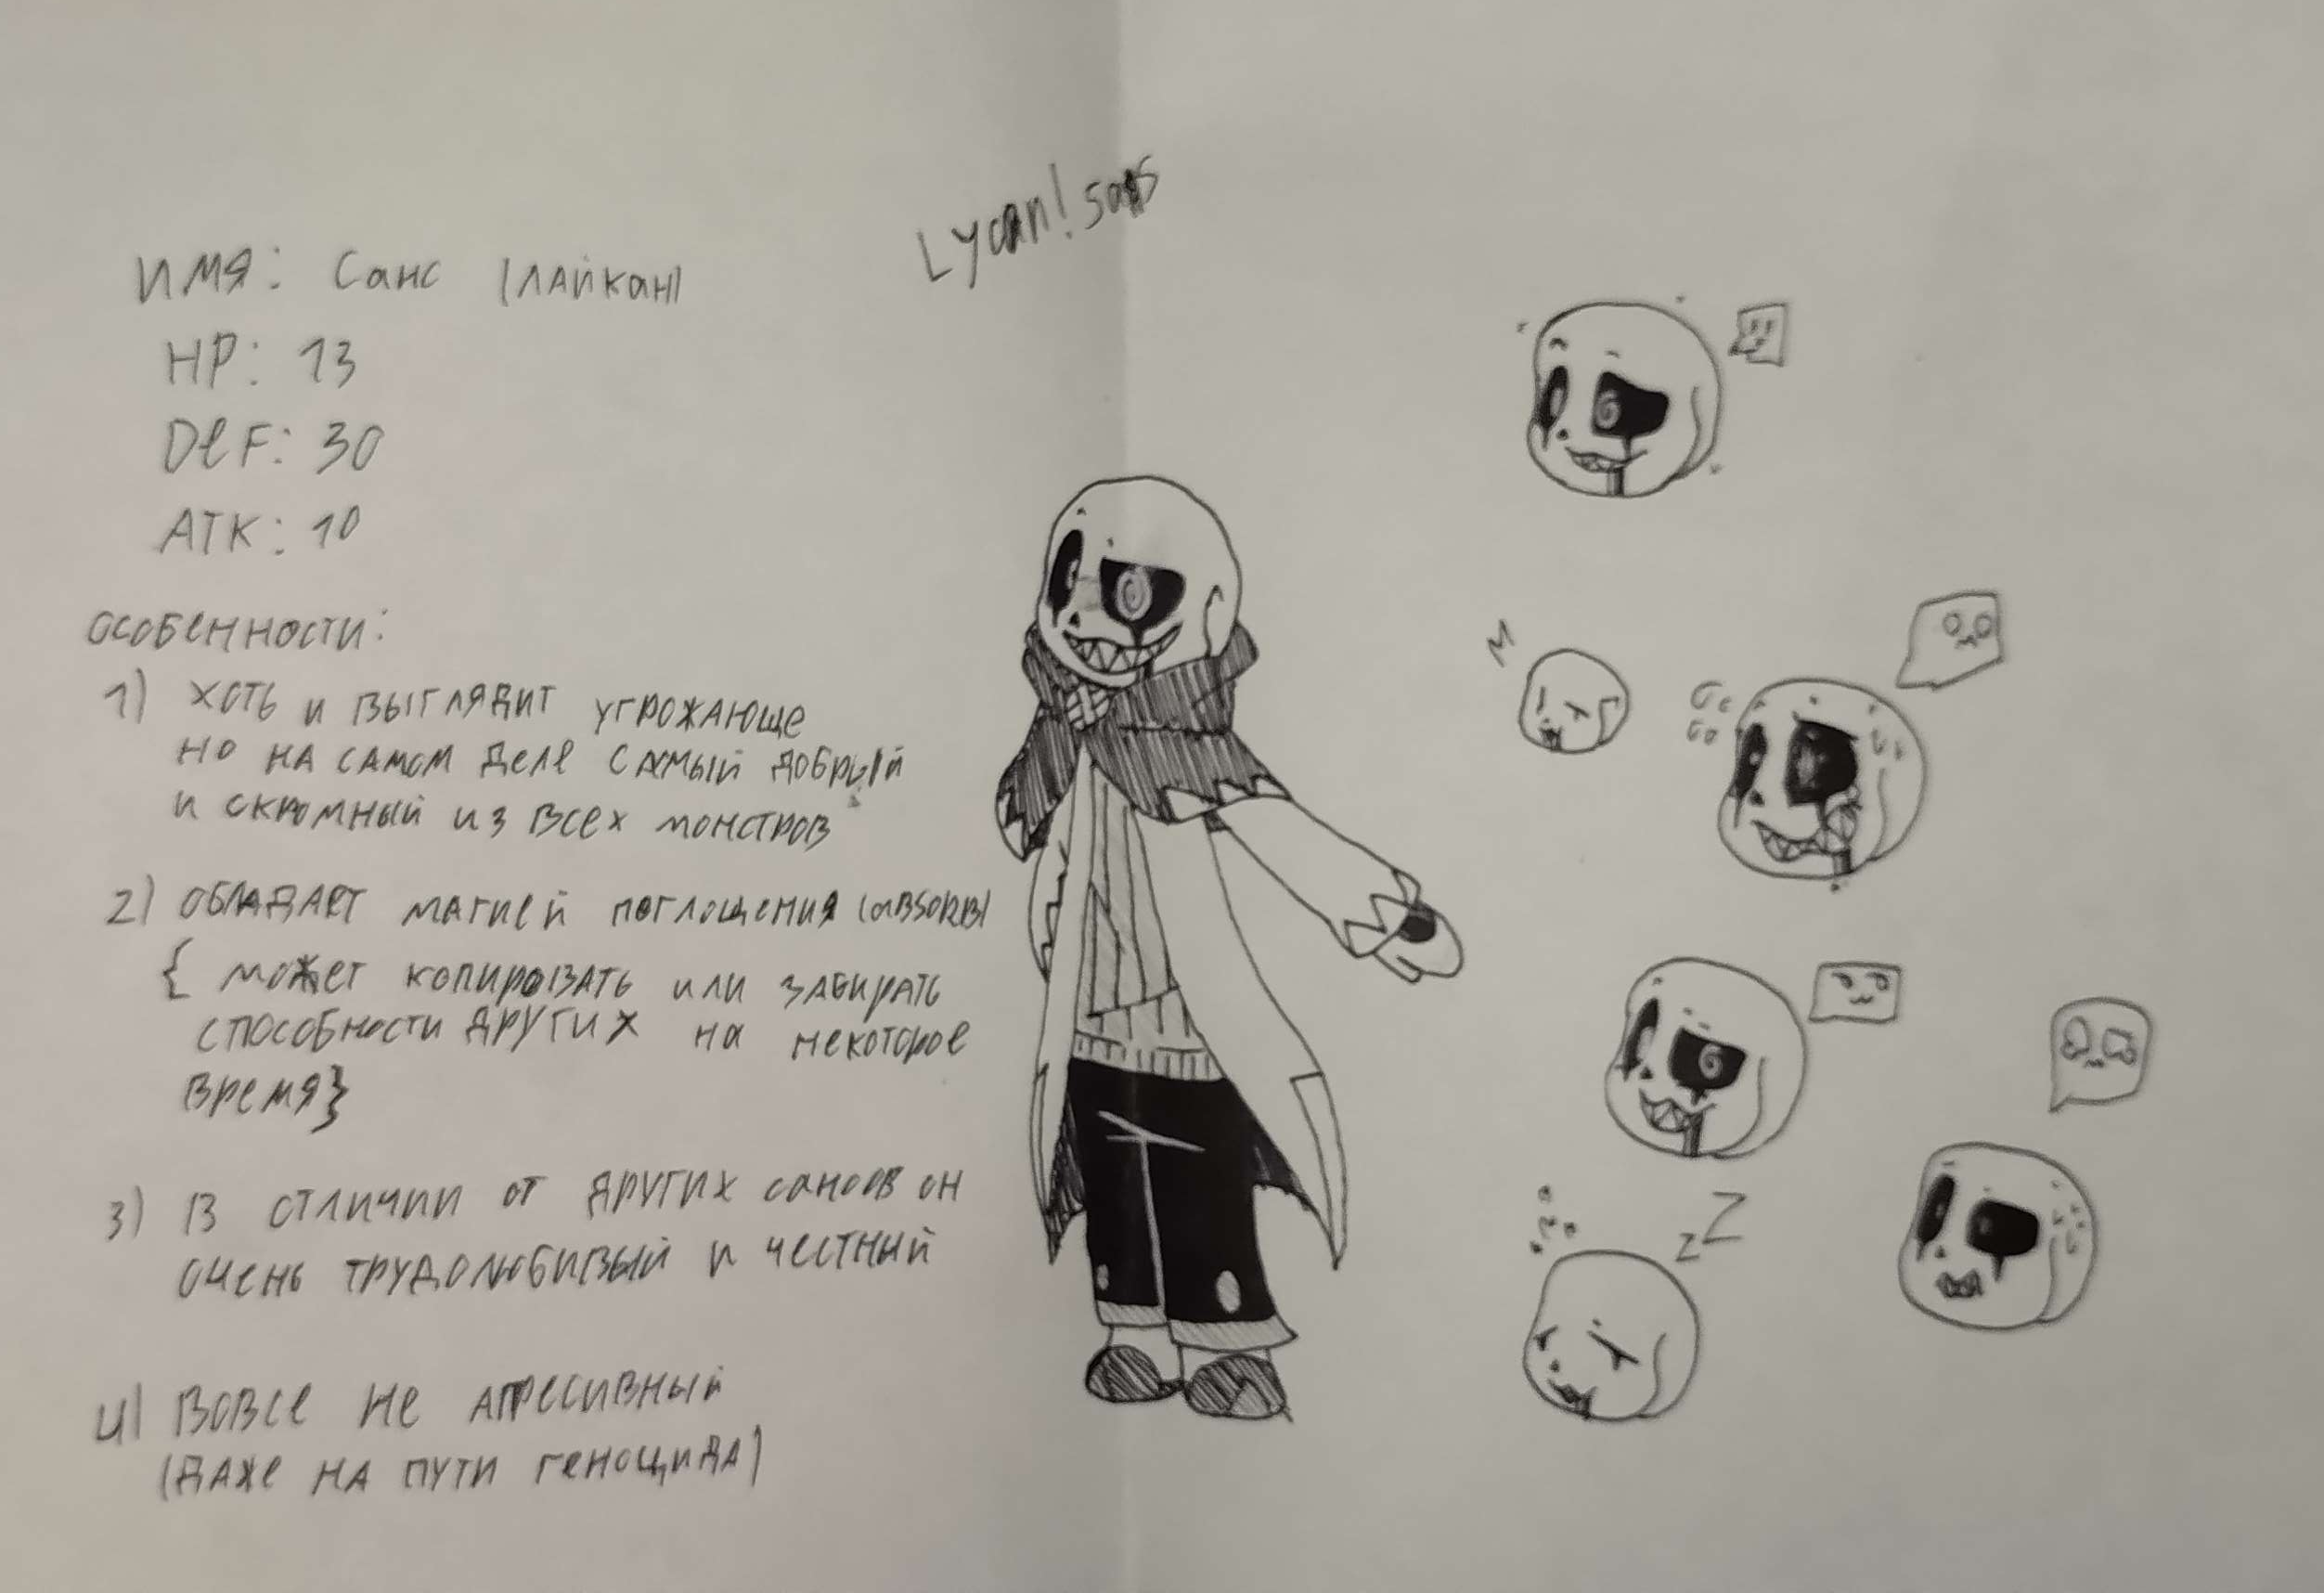 Lycan! sans
ИМЯ: Санс (ЛАЙКАН)
HP: 13
DeF: 30
ATK: 10
ОСОБЕННОСТИ:
1) ХОТЬ и ВЫГЛЯДИТ УГРОЖАЮЩЕ
НО НА САМОМ ДЕЛЕ САМЫЙ ДОБРЫЙ
и СКРОМНЫЙ ИЗ ВСЕХ МОНСТРОВ
2) ОБЛАДАЕТ МАГИЕЙ ПОГЛОЩЕНИЯ (ABSORB)
{ МОЖЕТ КОПИРОВАТЬ ИЛИ ЗАБИРАТЬ
СПОСОБНОСТИ ДРУГИХ НА НЕКОТОРОЕ
ВРЕМЯ}
3) В ОТЛИЧИИ ОТ ДРУГИХ САНСОВ ОН
ОЧЕНЬ ТРУДОЛЮБИВЫЙ И ЧЕСТНЫЙ
4) ВОВСЕ НЕ АГРЕСИВНЫЙ
(ДАЖЕ НА ПУТИ ГЕНОЦИДА)
z Z